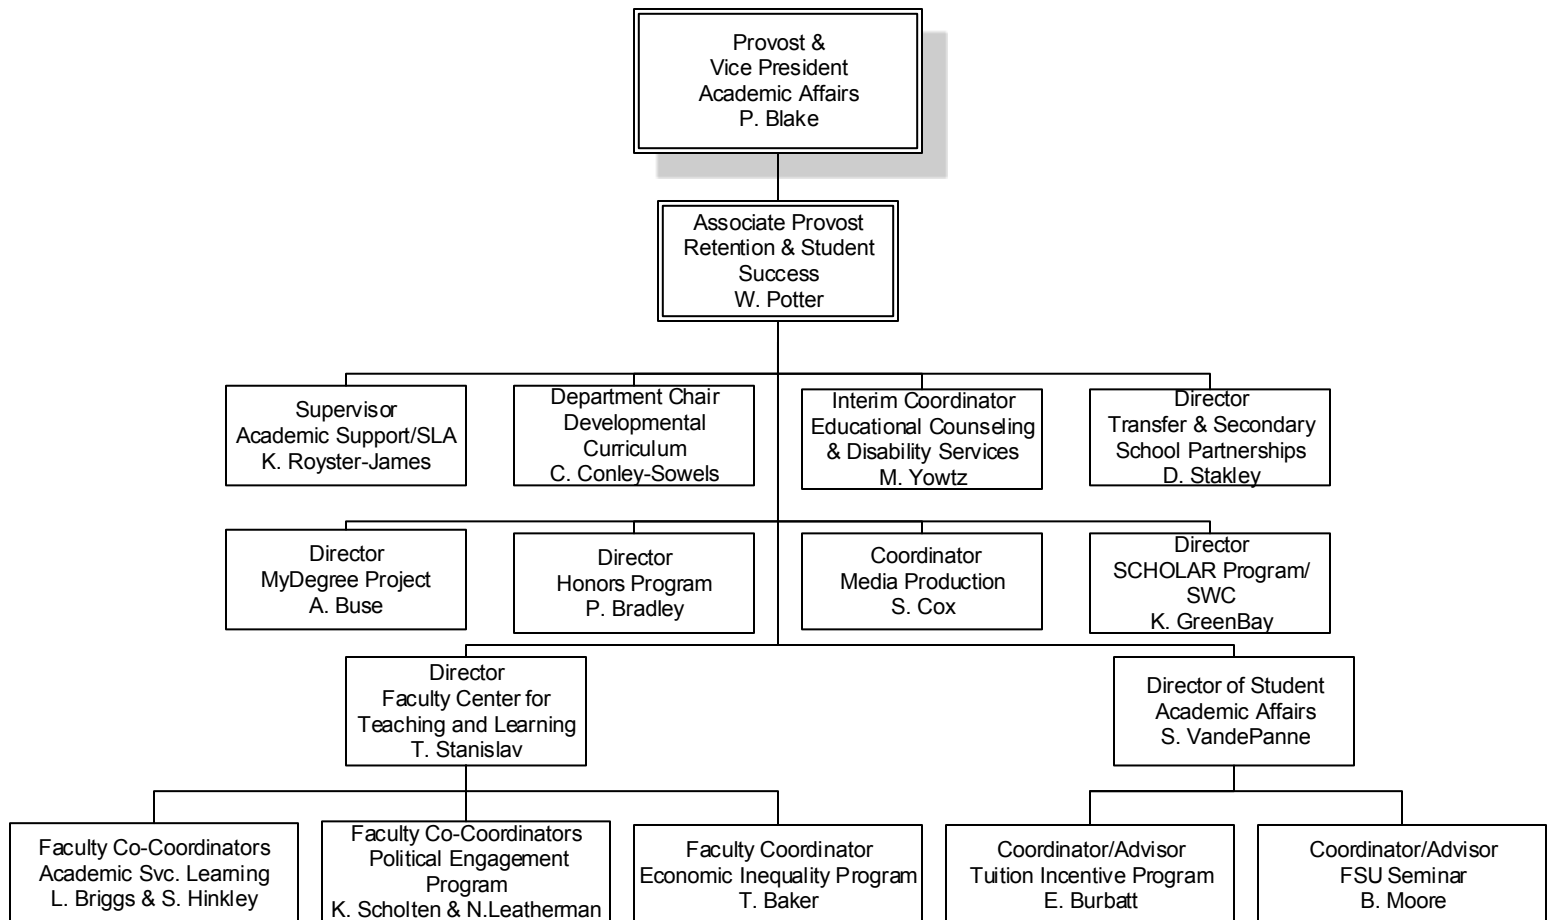 Provost &
Vice President
Academic Affairs
P. Blake
Associate Provost
Retention & Student
Success
W. Potter
Supervisor
Academic Support/SLA
K. Royster-James
Department Chair
Developmental
Curriculum
C. Conley-Sowels
Interim Coordinator
Educational Counseling
& Disability Services
M. Yowtz
Director
Transfer & Secondary
School Partnerships
D. Stakley
Director
MyDegree Project
A. Buse
Director
Honors Program
P. Bradley
Coordinator
Media Production
S. Cox
Director
SCHOLAR Program/
SWC
K. GreenBay
Director
Faculty Center for
Teaching and Learning
T. Stanislav
Director of Student
Academic Affairs
S. VandePanne
Faculty Co-Coordinators
Academic Svc. Learning
L. Briggs & S. Hinkley
Faculty Co-Coordinators
Political Engagement
Program
K. Scholten & N.Leatherman
Faculty Coordinator
Economic Inequality Program
T. Baker
Coordinator/Advisor
Tuition Incentive Program
E. Burbatt
Coordinator/Advisor
FSU Seminar
B. Moore